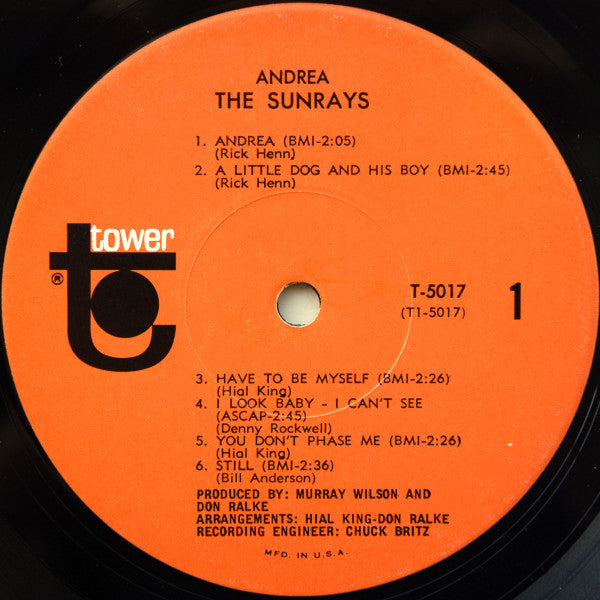 ANDREA
THE SUNRAYS
1. ANDREA (BMI-2:05)
(Rick Henn)
2. A LITTLE DOG AND HIS BOY (BMI-2:45)
(Rick Henn)
tower
®
T-5017
(T1-5017)
1
3. HAVE TO BE MYSELF (BMI-2:26)
(Hial King)
4. I LOOK BABY - I CAN'T SEE
(ASCAP-2:45)
(Denny Rockwell)
5. YOU DON'T PHASE ME (BMI-2:26)
(Hial King)
6. STILL (BMI-2:36)
(Bill Anderson)
PRODUCED BY: MURRAY WILSON AND
DON RALKE
ARRANGEMENTS: HIAL KING-DON RALKE
RECORDING ENGINEER: CHUCK BRITZ
MFD. IN U.S.A.